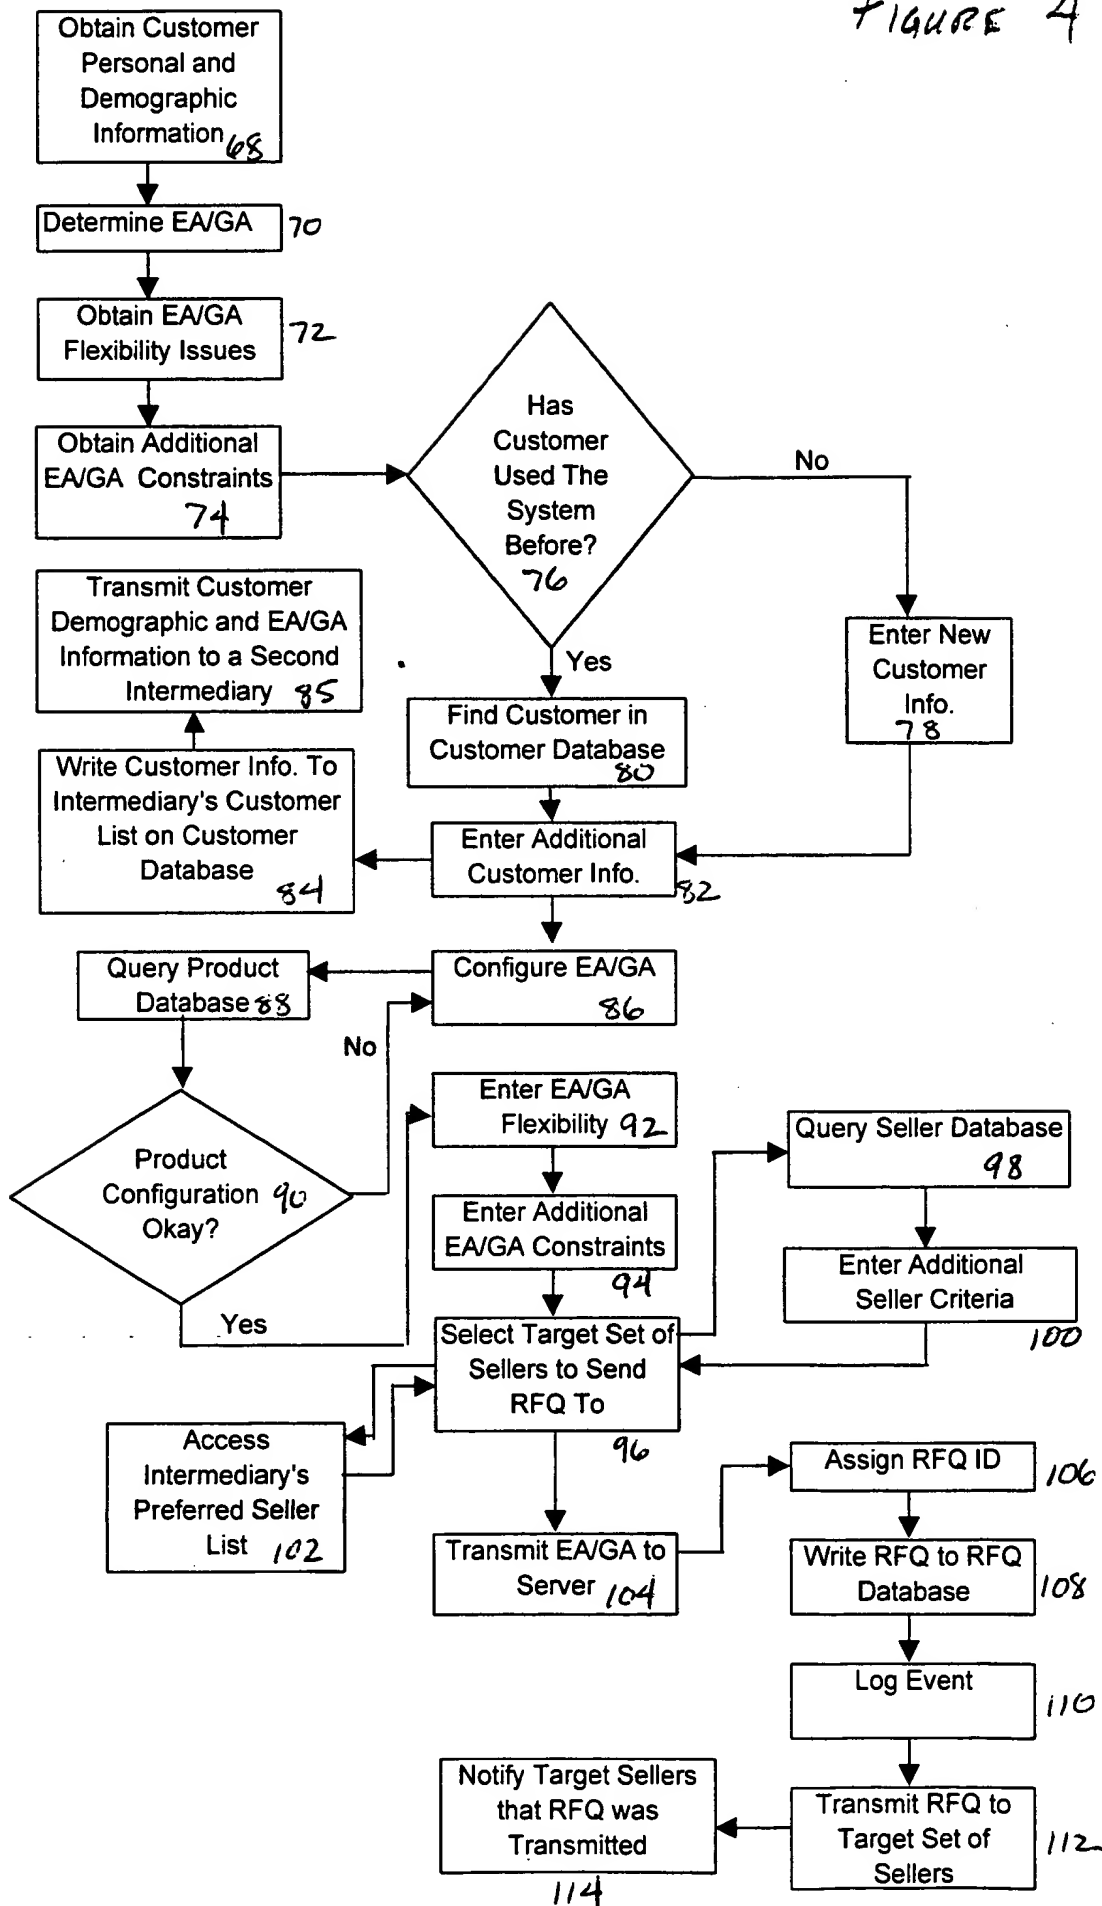 FIGURE 4
Obtain Customer
Personal and
Demographic
Information 68
Determine EA/GA 70
Obtain EA/GA
Flexibility Issues 72
Obtain Additional
EA/GA Constraints
74
Has
Customer
Used The
System
Before?
76
No
Yes
Enter New
Customer
Info.
78
Transmit Customer
Demographic and EA/GA
Information to a Second
Intermediary 85
Find Customer in
Customer Database
80
Write Customer Info. To
Intermediary's Customer
List on Customer
Database
84
Enter Additional
Customer Info.
82
Query Product
Database 88
Configure EA/GA
86
No
Product
Configuration 90
Okay?
Yes
Enter EA/GA
Flexibility 92
Enter Additional
EA/GA Constraints
94
Query Seller Database
98
Enter Additional
Seller Criteria
100
Select Target Set of
Sellers to Send
RFQ To
96
Access
Intermediary's
Preferred Seller
List 102
Transmit EA/GA to
Server 104
Assign RFQ ID 106
Write RFQ to RFQ
Database 108
Log Event
110
Transmit RFQ to
Target Set of
Sellers
112
Notify Target Sellers
that RFQ was
Transmitted
114